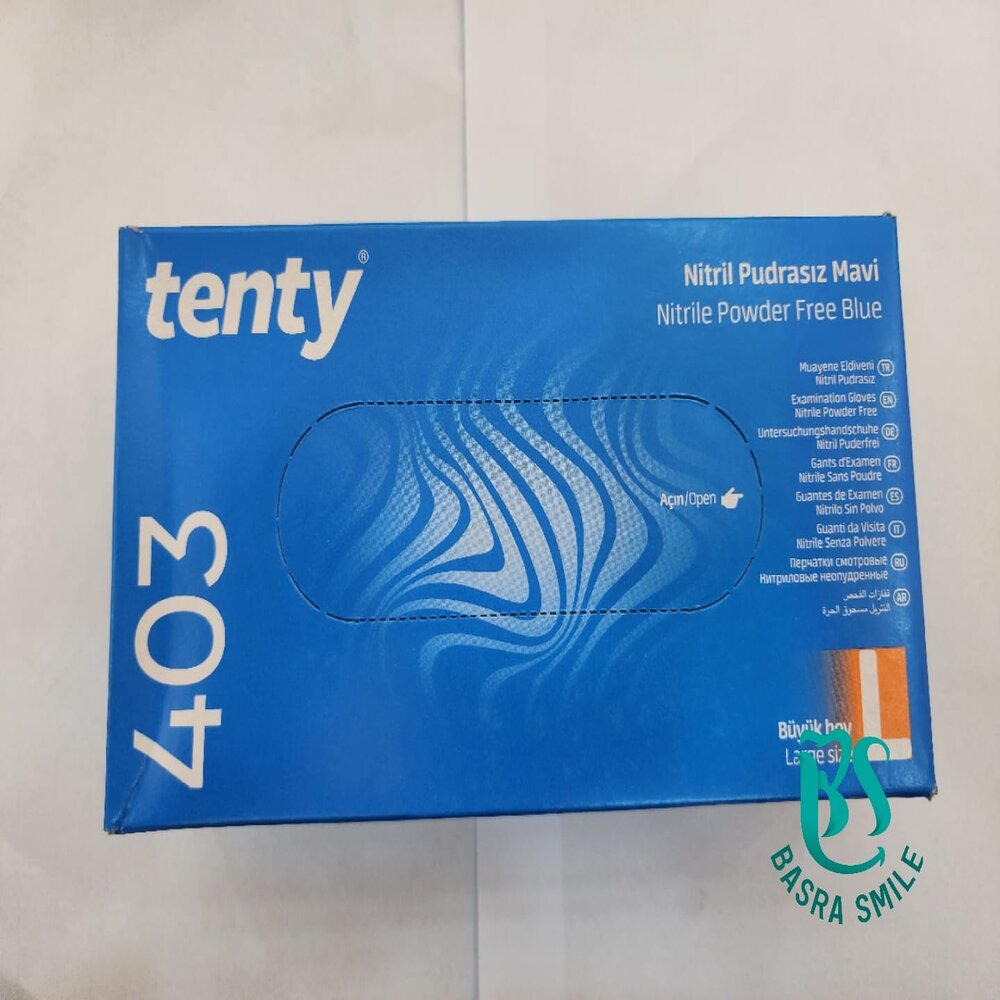 tenty®
Nitril Pudrasız Mavi
Nitrile Powder Free Blue
Muayene Eldiveni TR
Nitril Pudrasız
Examination Gloves EN
Nitrile Powder Free
Untersuchungshandschuhe DE
Nitril Puderfrei
Gants d'Examen FR
Nitrile Sans Poudre
Guantes de Examen ES
Nitrilo Sin Polvo
Guanti da Visita IT
Nitrile Senza Polvere
Перчатки смотровые RU
Нитриловые неопудренные
قفازات الفحص AR
النتريل مسحوق الحرة
Açın/Open
403
Büyük boy
Large size
L
BS
BASRA SMILE